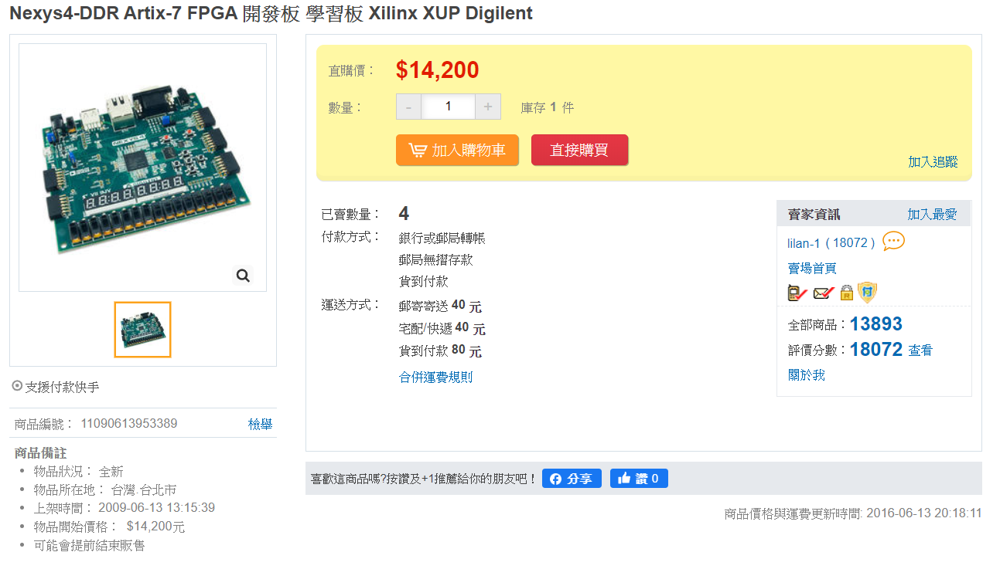 Nexys4-DDR Artix-7 FPGA 開發板 學習板 Xilinx XUP Digilent
NEXYS4
直購價： $14,200
數量： - 1 + 庫存 1 件
加入購物車 直接購買
加入追蹤
已賣數量： 4
付款方式： 銀行或郵局轉帳
郵局無摺存款
貨到付款
運送方式： 郵寄寄送 40 元
宅配/快遞 40 元
貨到付款 80 元
合併運費規則
賣家資訊 加入最愛
lilan-1 ( 18072 )
賣場首頁
全部商品：13893
評價分數：18072 查看
關於我
支援付款快手
商品編號： 11090613953389 檢舉
商品備註
• 物品狀況： 全新
• 物品所在地： 台灣.台北市
• 上架時間： 2009-06-13 13:15:39
• 物品開始價格： $14,200元
• 可能會提前結束販售
喜歡這商品嗎?按讚及+1推薦給你的朋友吧！ 分享 讚 0
商品價格與運費更新時間: 2016-06-13 20:18:11